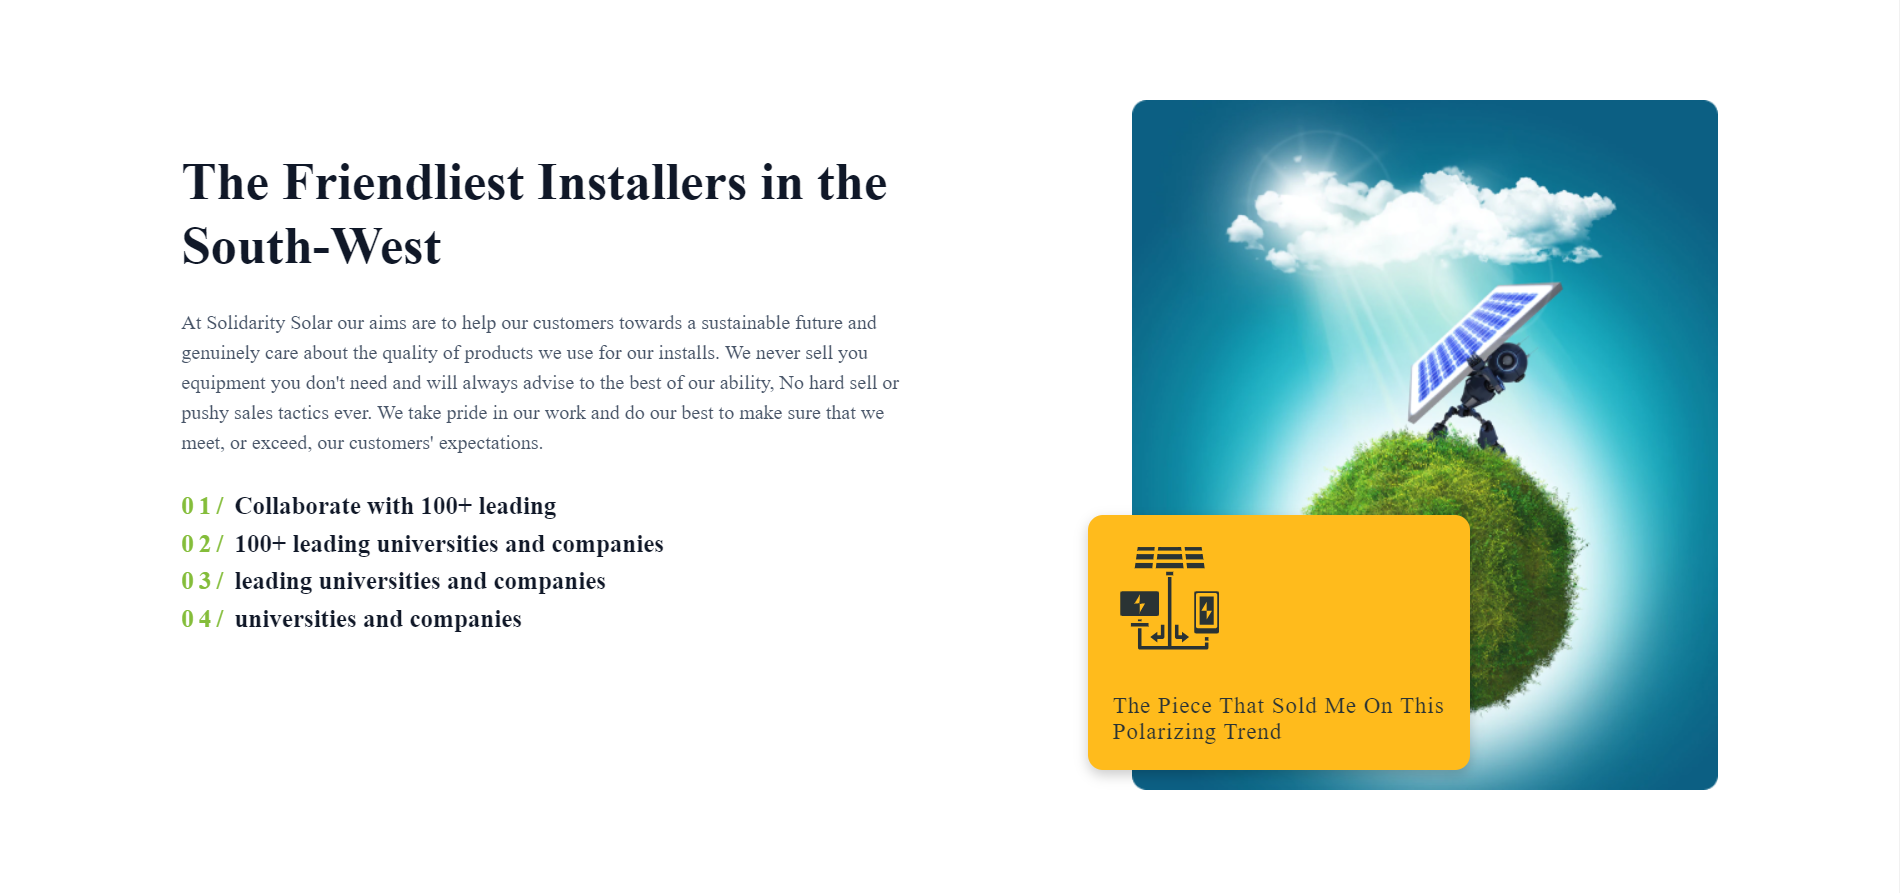 The Friendliest Installers in the
South-West
At Solidarity Solar our aims are to help our customers towards a sustainable future and
genuinely care about the quality of products we use for our installs. We never sell you
equipment you don't need and will always advise to the best of our ability, No hard sell or
pushy sales tactics ever. We take pride in our work and do our best to make sure that we
meet, or exceed, our customers' expectations.
01/ Collaborate with 100+ leading
02/ 100+ leading universities and companies
03/ leading universities and companies
04/ universities and companies
The Piece That Sold Me On This
Polarizing Trend